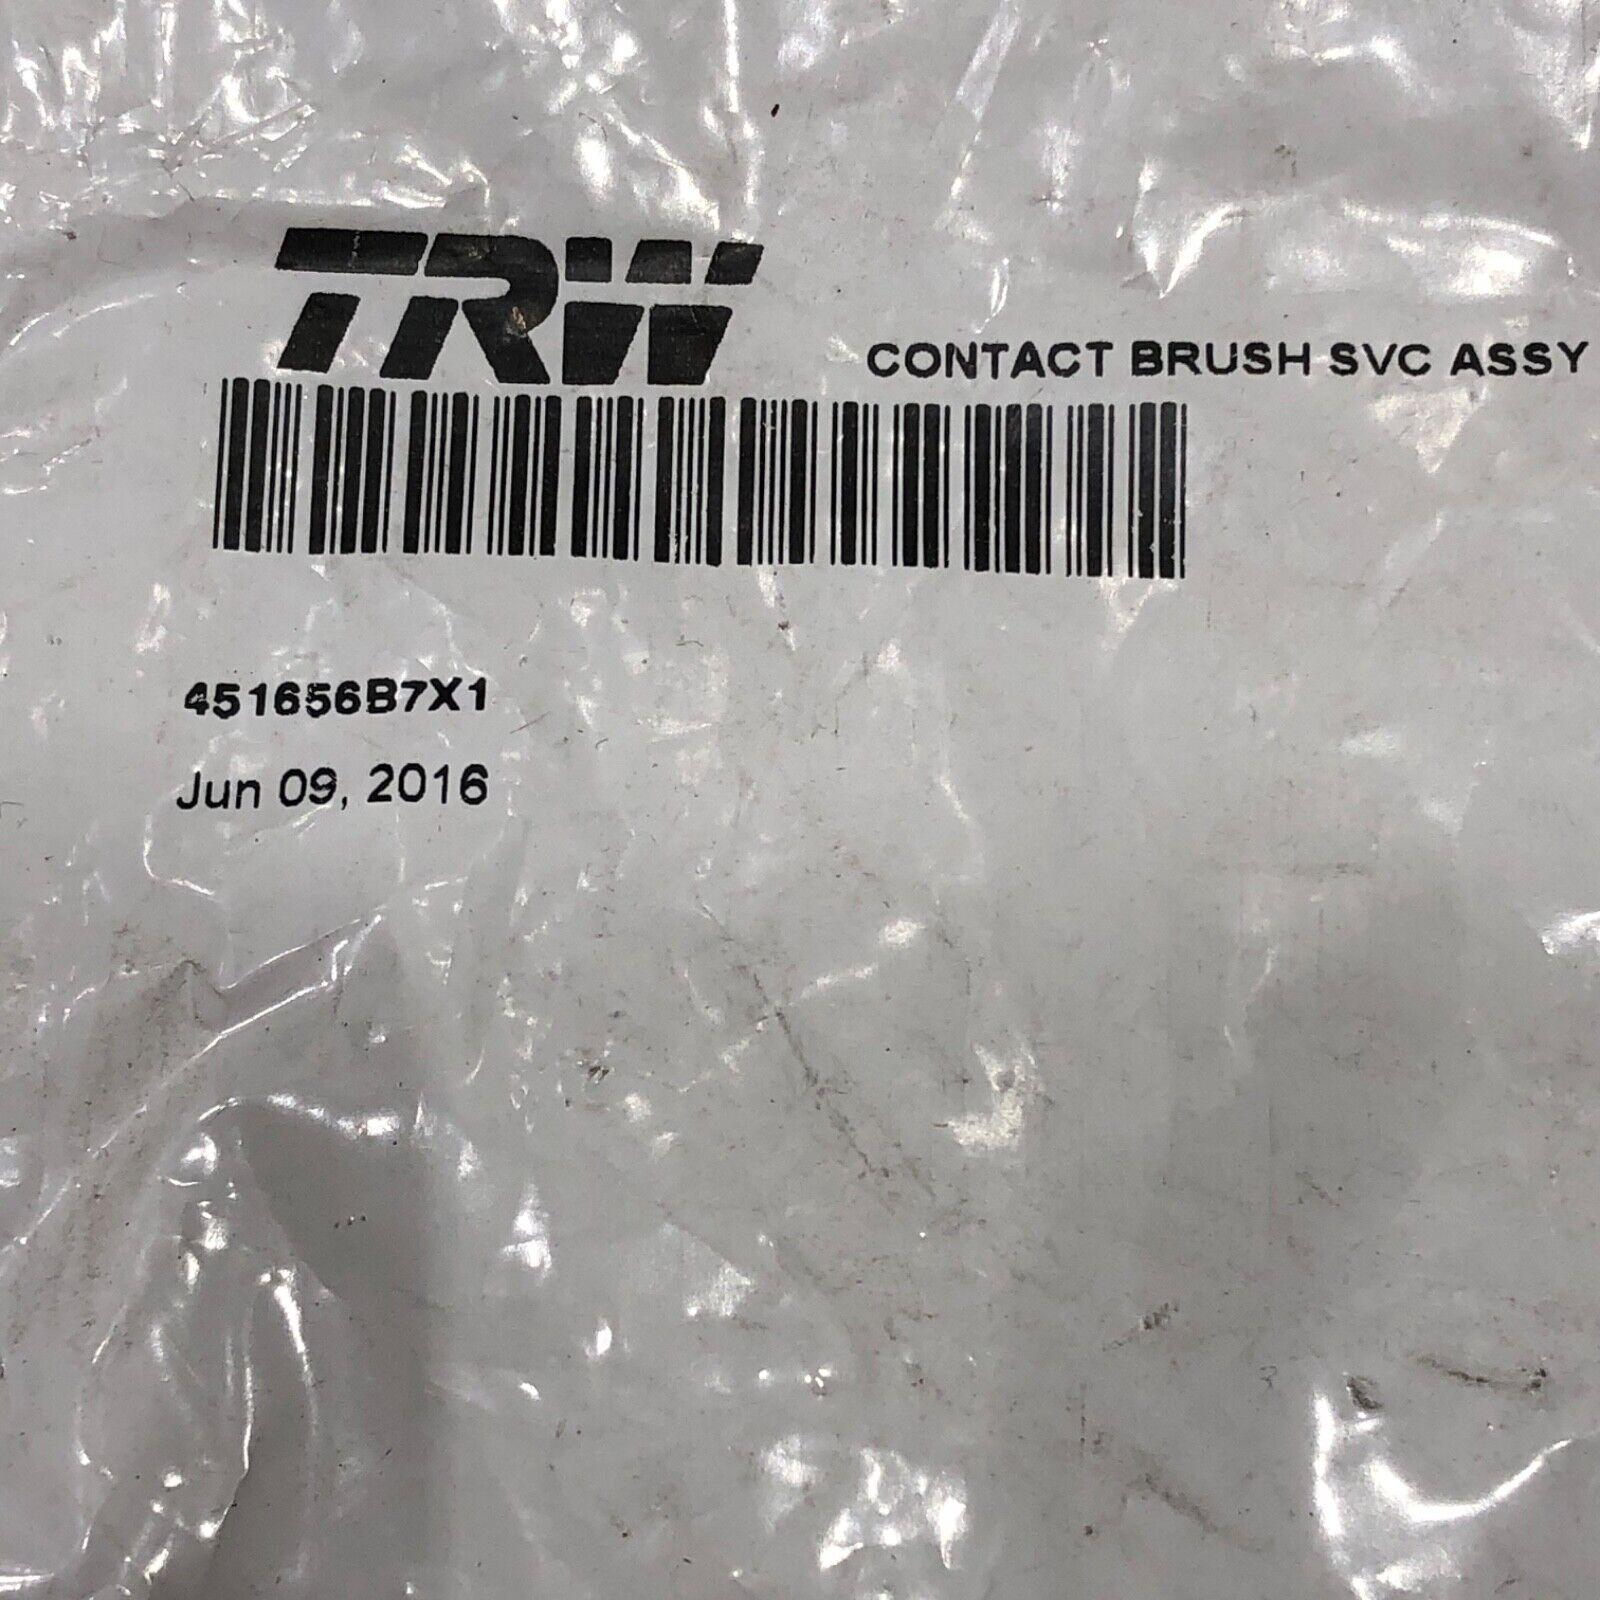 TRW
CONTACT BRUSH SVC ASSY
451656B7X1
Jun 09, 2016